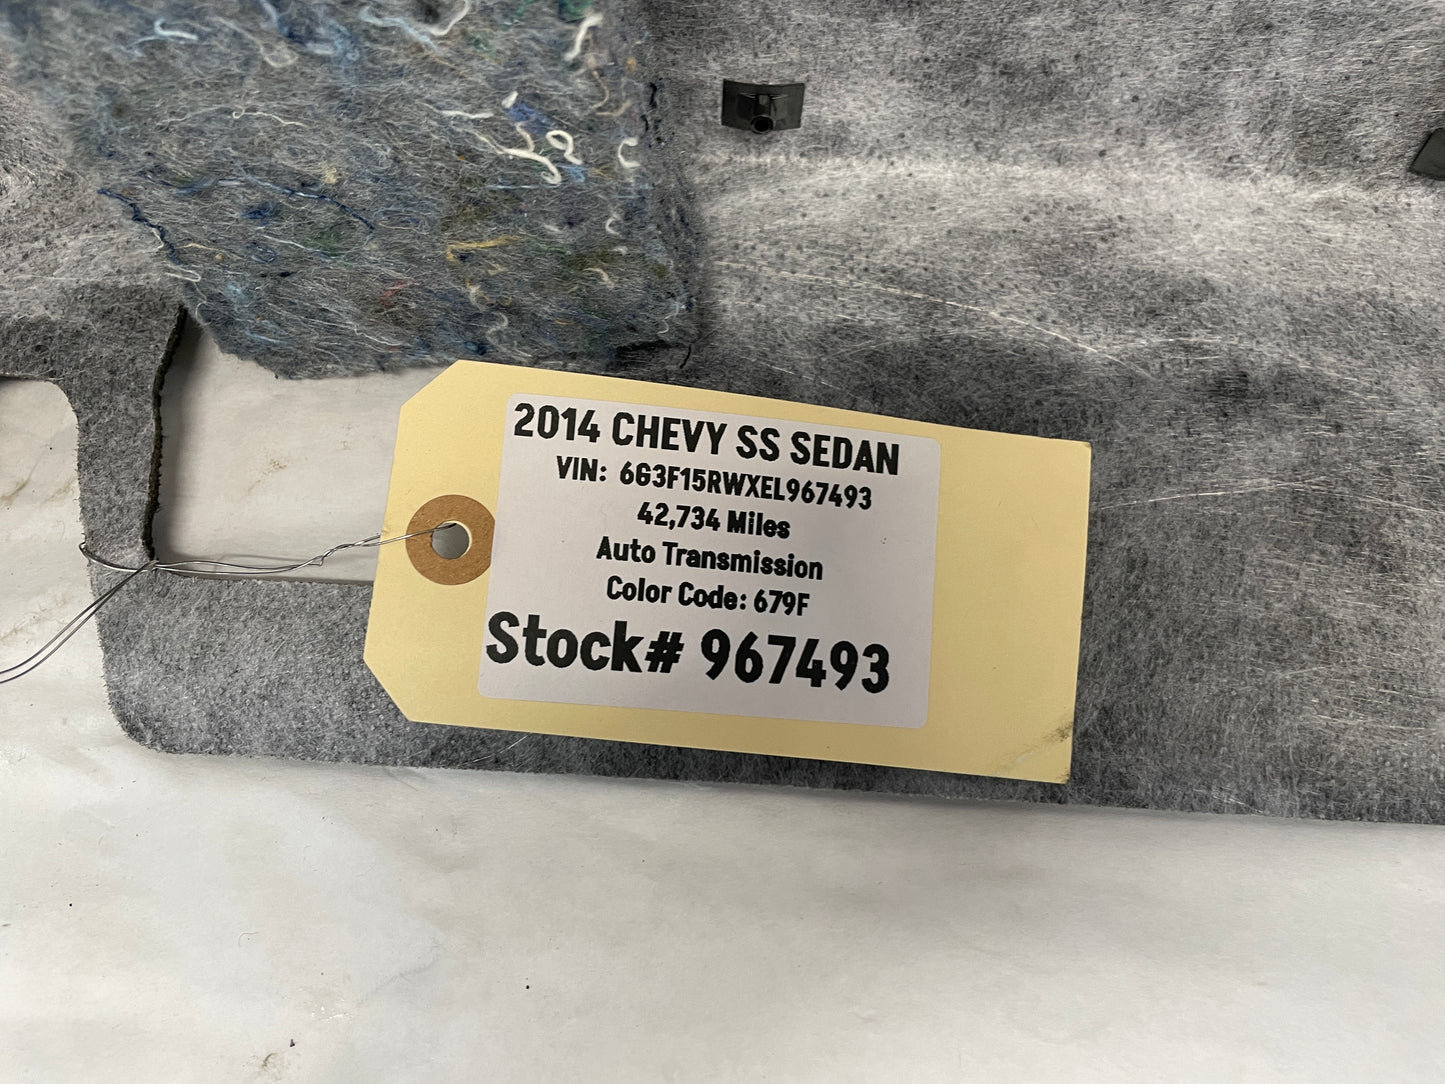 2014 CHEVY SS SEDAN
VIN: 6G3F15RWXEL967493
42,734 Miles
Auto Transmission
Color Code: 679F
Stock# 967493